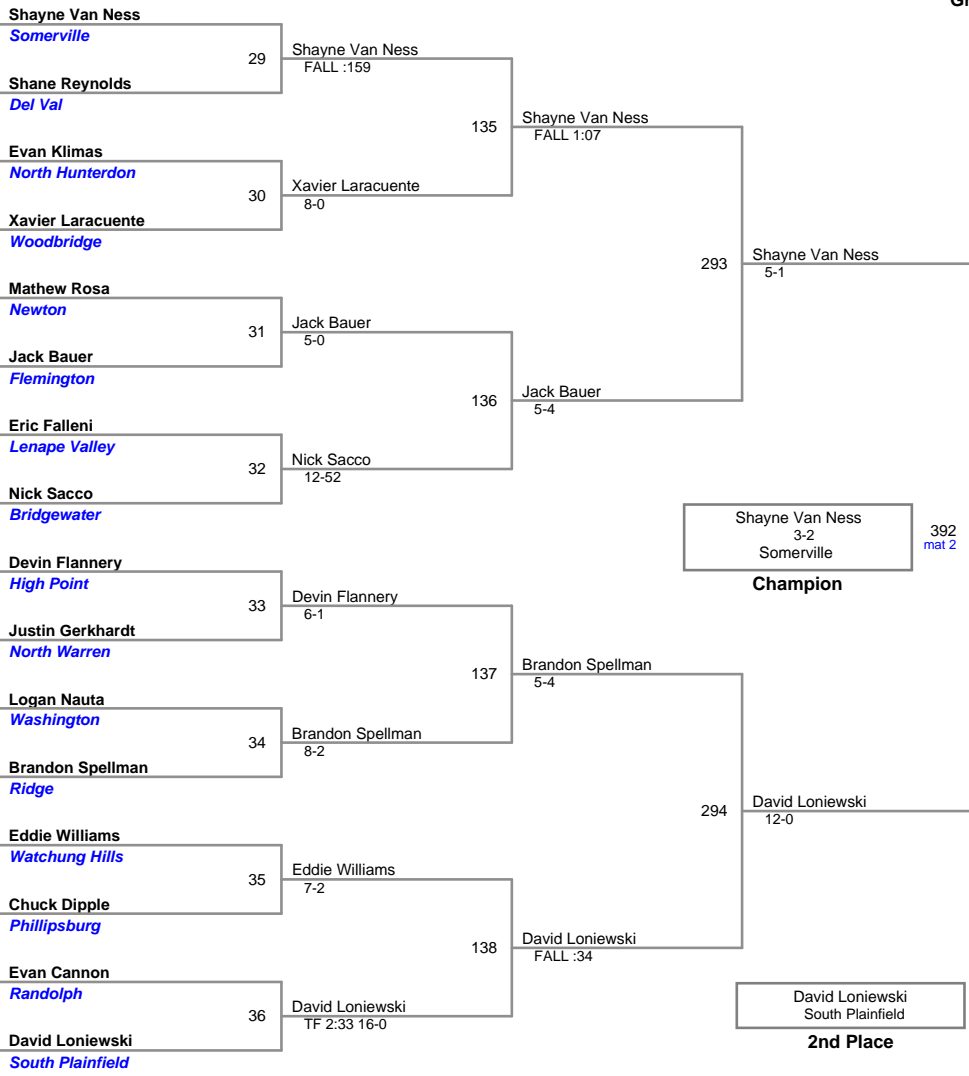 Gr
Shayne Van Ness
Somerville
29
Shayne Van Ness
FALL :159
Shane Reynolds
Del Val
135
Shayne Van Ness
FALL 1:07
Evan Klimas
North Hunterdon
30
Xavier Laracuente
8-0
Xavier Laracuente
Woodbridge
293
Shayne Van Ness
5-1
Mathew Rosa
Newton
31
Jack Bauer
5-0
Jack Bauer
Flemington
136
Jack Bauer
5-4
Eric Falleni
Lenape Valley
32
Nick Sacco
12-52
Nick Sacco
Bridgewater
Shayne Van Ness
3-2
Somerville
392
mat 2
Champion
Devin Flannery
High Point
33
Devin Flannery
6-1
Justin Gerkhardt
North Warren
137
Brandon Spellman
5-4
Logan Nauta
Washington
34
Brandon Spellman
8-2
Brandon Spellman
Ridge
294
David Loniewski
12-0
Eddie Williams
Watchung Hills
35
Eddie Williams
7-2
Chuck Dipple
Phillipsburg
138
David Loniewski
FALL :34
Evan Cannon
Randolph
36
David Loniewski
TF 2:33 16-0
David Loniewski
South Plainfield
David Loniewski
South Plainfield
2nd Place